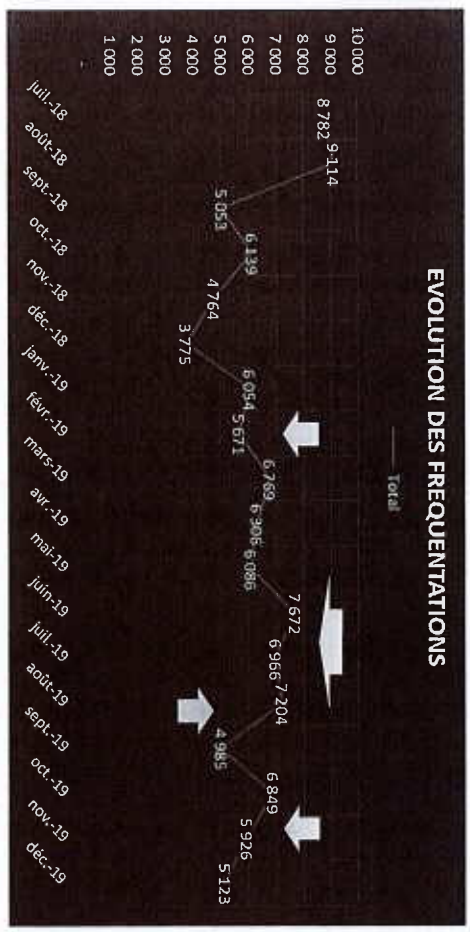 EVOLUTION DES FREQUENTATIONS
Total
10 000
9 000
8 000
7 000
6 000
5 000
4 000
3 000
2 000
1 000
-
8 782
9 114
5 053
6 139
4 764
3 775
6 054
5 671
6 769
6 306
6 086
7 672
6 966
7 204
4 985
6 849
5 926
5 123
juil.-18
août-18
sept.-18
oct.-18
nov.-18
déc.-18
janv.-19
févr.-19
mars-19
avr.-19
mai-19
juin-19
juil.-19
août-19
sept.-19
oct.-19
nov.-19
déc.-19